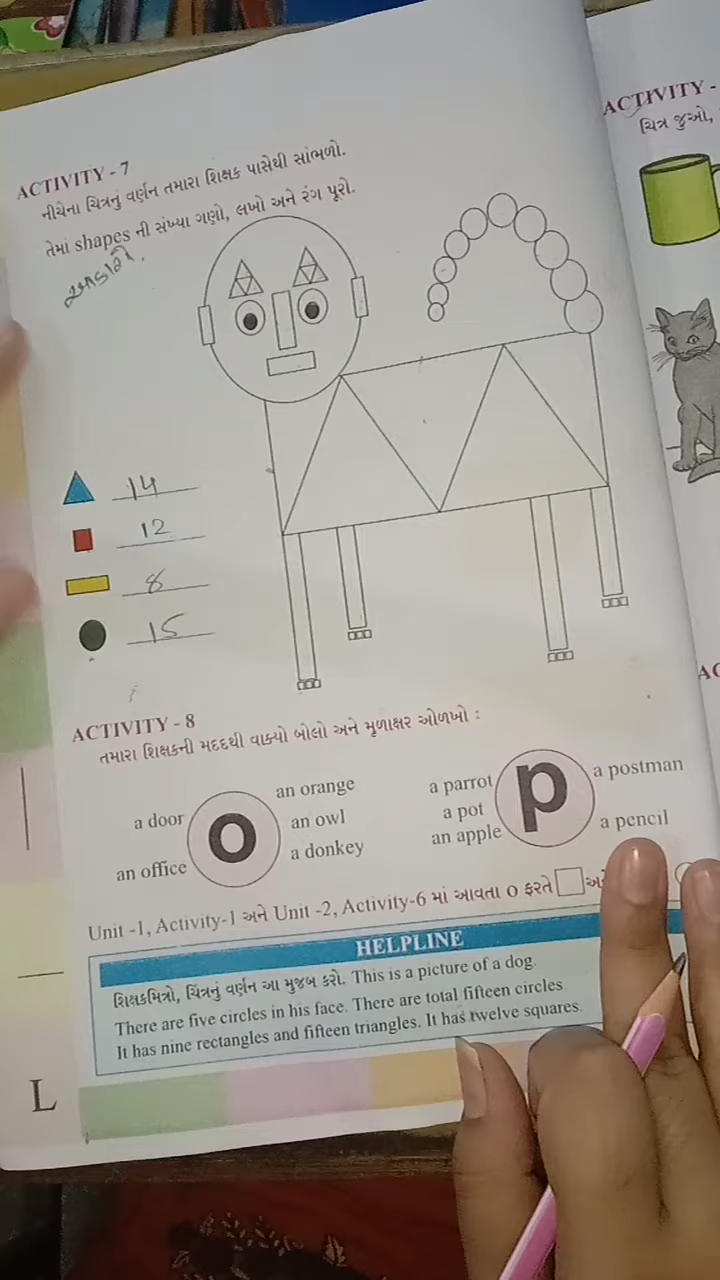 ACTIVITY - 7
નીચેના ચિત્રનું વર્ણન તમારા શિક્ષક પાસેથી સાંભળો.
તેમાં shapes ની સંખ્યા ગણો, લખો અને રંગ પૂરો.
14
12
8
15
ACTIVITY - 8
તમારા શિક્ષકની મદદથી વાક્યો બોલો અને મૂળાક્ષર ઓળખો :
a door
an office
o
an orange
an owl
a donkey
a parrot
a pot
an apple
p
a postman
a pencil
Unit -1, Activity-1 અને Unit -2, Activity-6 માં આવતા o ફરતે
HELPLINE
શિક્ષકમિત્રો, ચિત્રનું વર્ણન આ મુજબ કરો. This is a picture of a dog.
There are five circles in his face. There are total fifteen circles
It has nine rectangles and fifteen triangles. It has twelve squares.
L
ACTIVITY -
ચિત્ર જુઓ,